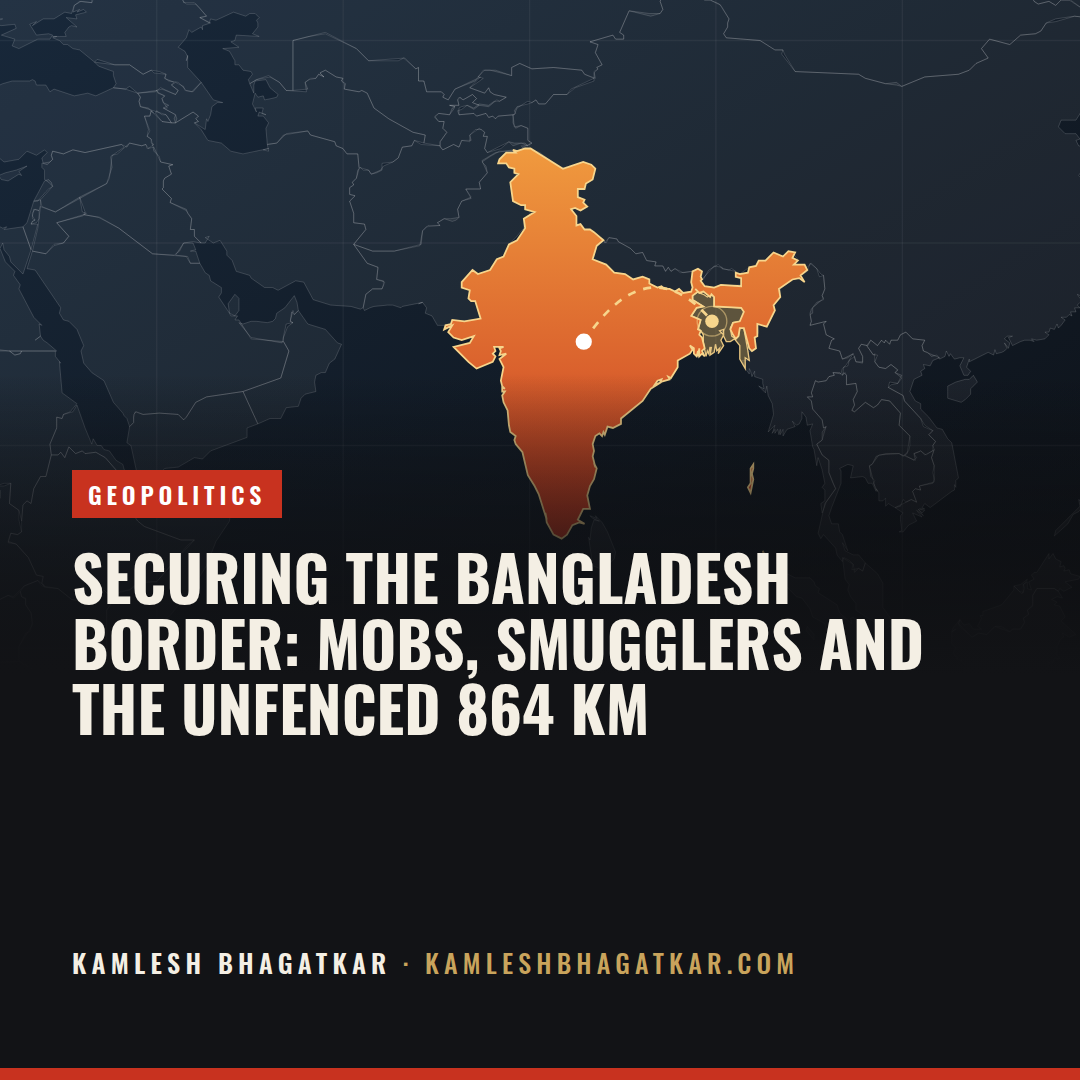 GEOPOLITICS
SECURING THE BANGLADESH
BORDER: MOBS, SMUGGLERS AND
THE UNFENCED 864 KM
KAMLESH BHAGATKAR · KAMLESHBHAGATKAR.COM